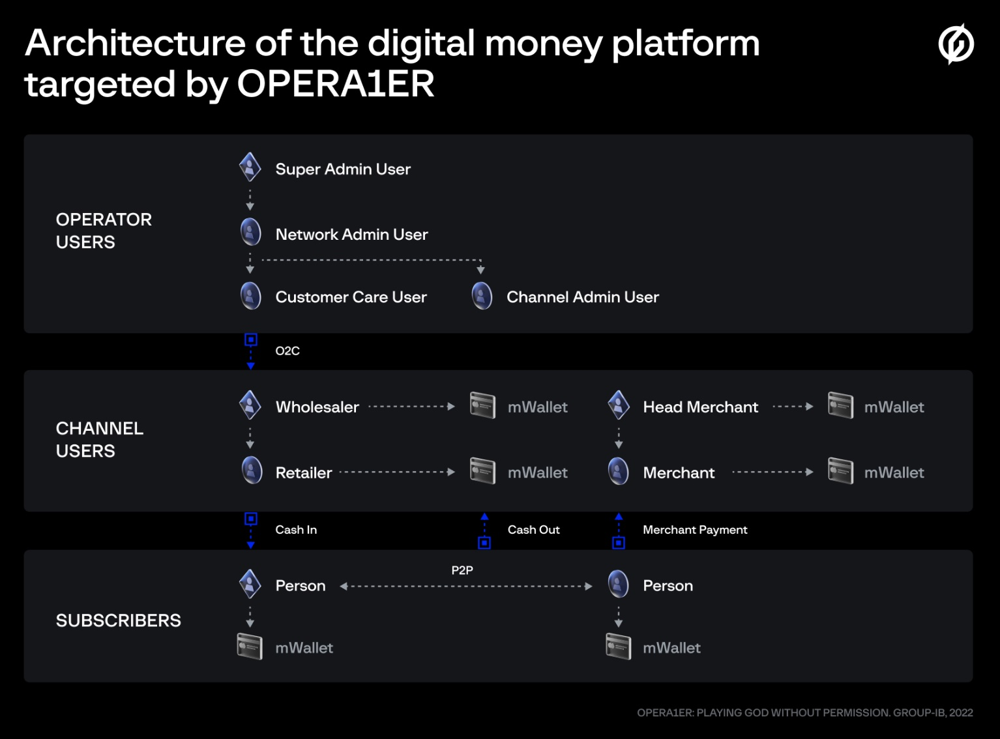 Architecture of the digital money platform
targeted by OPERA1ER
OPERATOR
USERS
Super Admin User
Network Admin User
Customer Care User
Channel Admin User
O2C
CHANNEL
USERS
Wholesaler
mWallet
Head Merchant
mWallet
Retailer
mWallet
Merchant
mWallet
Cash In
Cash Out
Merchant Payment
SUBSCRIBERS
P2P
Person
Person
mWallet
mWallet
OPERA1ER: PLAYING GOD WITHOUT PERMISSION. GROUP-IB, 2022